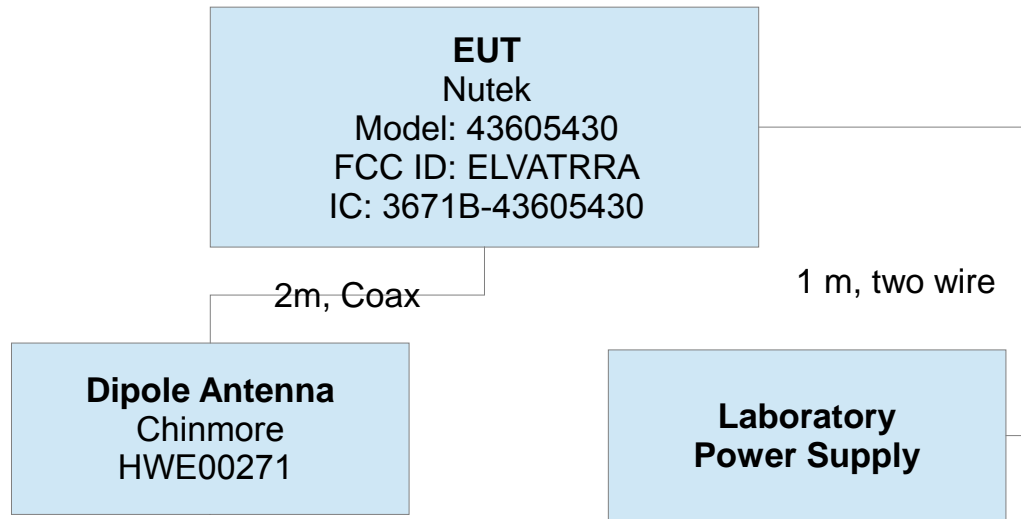 EUT
Nutek
Model: 43605430
FCC ID: ELVATRRA
IC: 3671B-43605430
2m, Coax
1 m, two wire
Dipole Antenna
Chinmore
HWE00271
Laboratory
Power Supply